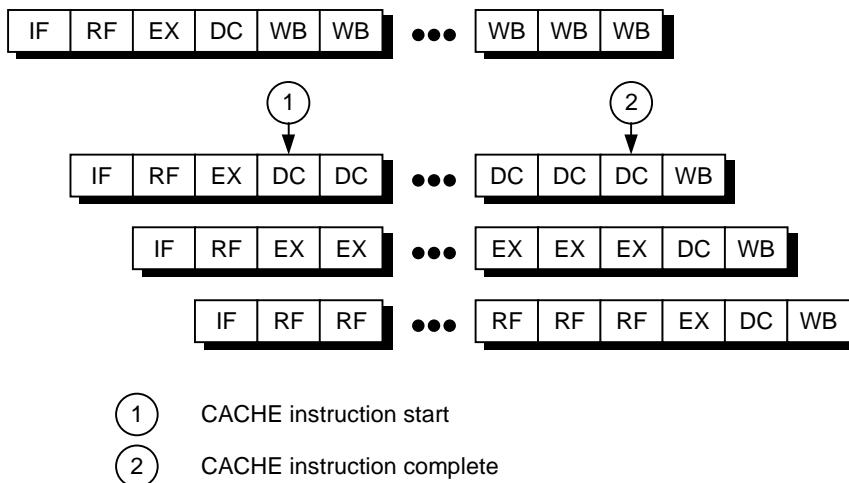 IF RF EX DC WB WB ●●● WB WB WB
1 2
IF RF EX DC DC ●●● DC DC DC WB
IF RF EX EX ●●● EX EX EX DC WB
IF RF RF ●●● RF RF RF EX DC WB
1 CACHE instruction start
2 CACHE instruction complete